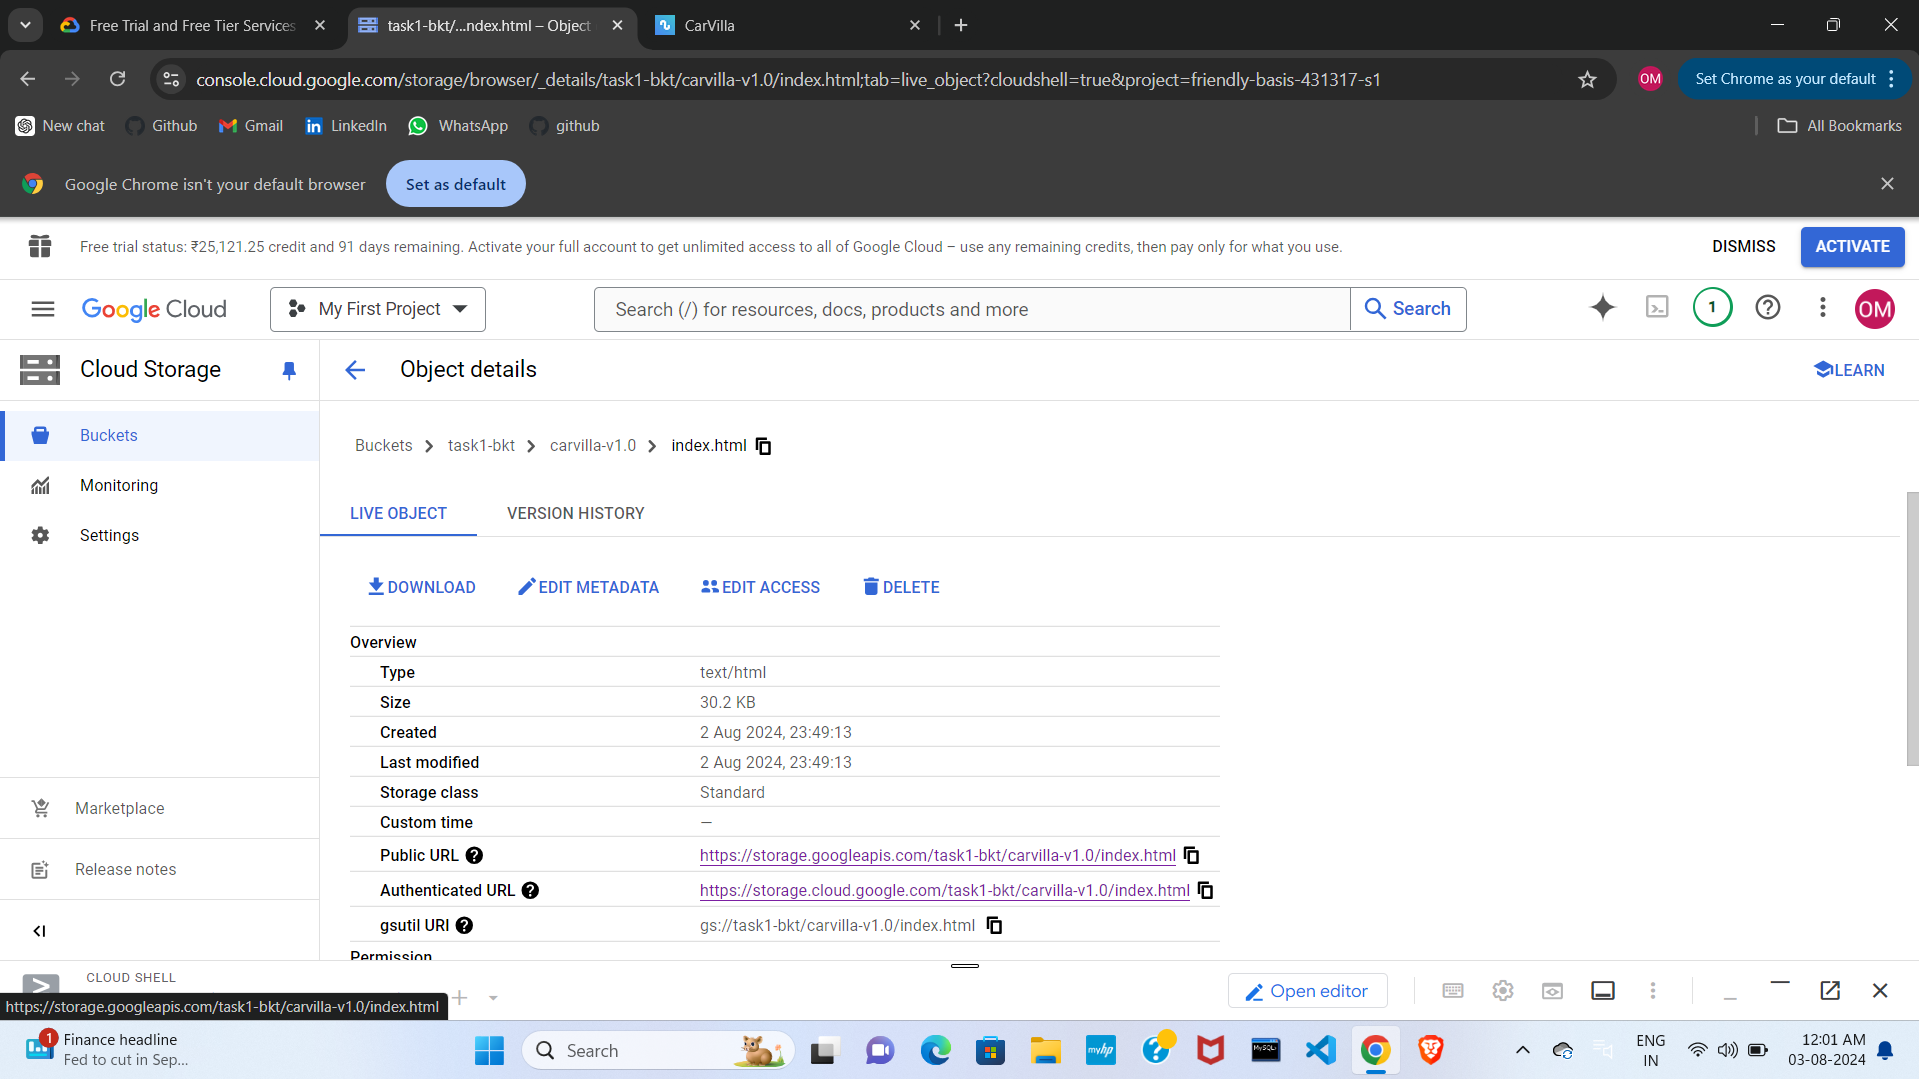 Free Trial and Free Tier Services
task1-bkt/...ndex.html – Object
CarVilla
console.cloud.google.com/storage/browser/_details/task1-bkt/carvilla-v1.0/index.html;tab=live_object?cloudshell=true&project=friendly-basis-431317-s1
OM
Set Chrome as your default
New chat
Github
Gmail
LinkedIn
WhatsApp
github
All Bookmarks
Google Chrome isn't your default browser
Set as default
Free trial status: ₹25,121.25 credit and 91 days remaining. Activate your full account to get unlimited access to all of Google Cloud – use any remaining credits, then pay only for what you use.
DISMISS
ACTIVATE
Google Cloud
My First Project
Search (/) for resources, docs, products and more
Search
1
OM
Cloud Storage
Object details
LEARN
Buckets
Monitoring
Settings
Marketplace
Release notes
Buckets > task1-bkt > carvilla-v1.0 > index.html
LIVE OBJECT
VERSION HISTORY
DOWNLOAD
EDIT METADATA
EDIT ACCESS
DELETE
Overview
Type text/html
Size 30.2 KB
Created 2 Aug 2024, 23:49:13
Last modified 2 Aug 2024, 23:49:13
Storage class Standard
Custom time —
Public URL https://storage.googleapis.com/task1-bkt/carvilla-v1.0/index.html
Authenticated URL https://storage.cloud.google.com/task1-bkt/carvilla-v1.0/index.html
gsutil URI gs://task1-bkt/carvilla-v1.0/index.html
Permission
CLOUD SHELL
Open editor
https://storage.googleapis.com/task1-bkt/carvilla-v1.0/index.html
1
Finance headline
Fed to cut in Sep...
Search
myhp
MySQL
ENG
IN
12:01 AM
03-08-2024